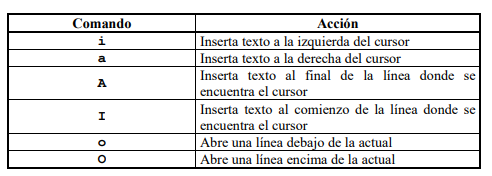 Comando Acción
i Inserta texto a la izquierda del cursor
a Inserta texto a la derecha del cursor
A Inserta texto al final de la línea donde se
encuentra el cursor
I Inserta texto al comienzo de la línea donde se
encuentra el cursor
o Abre una línea debajo de la actual
O Abre una línea encima de la actual